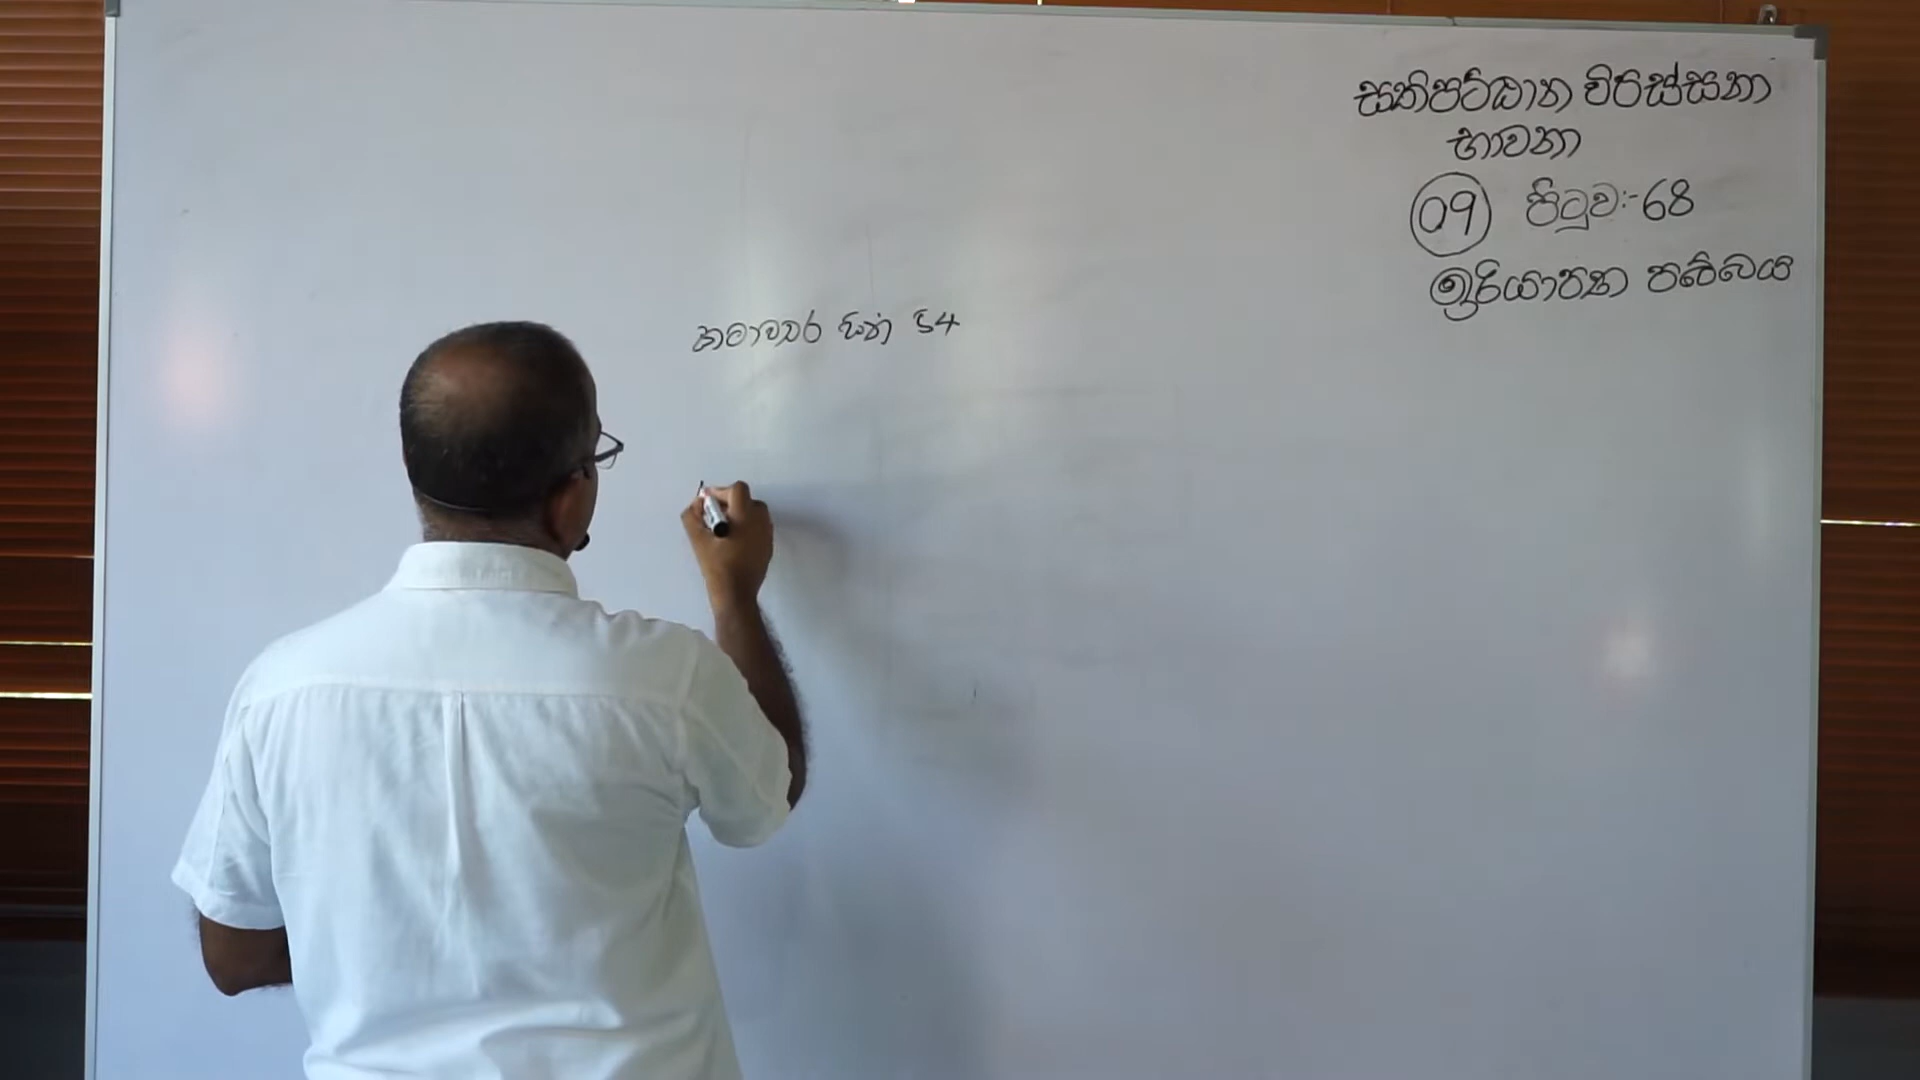 සතිපට්ඨාන විපස්සනා
භාවනා
09 පිටුව:- 68
ඉරියාපථ පබ්බය
කාමාවචර සිත් 54